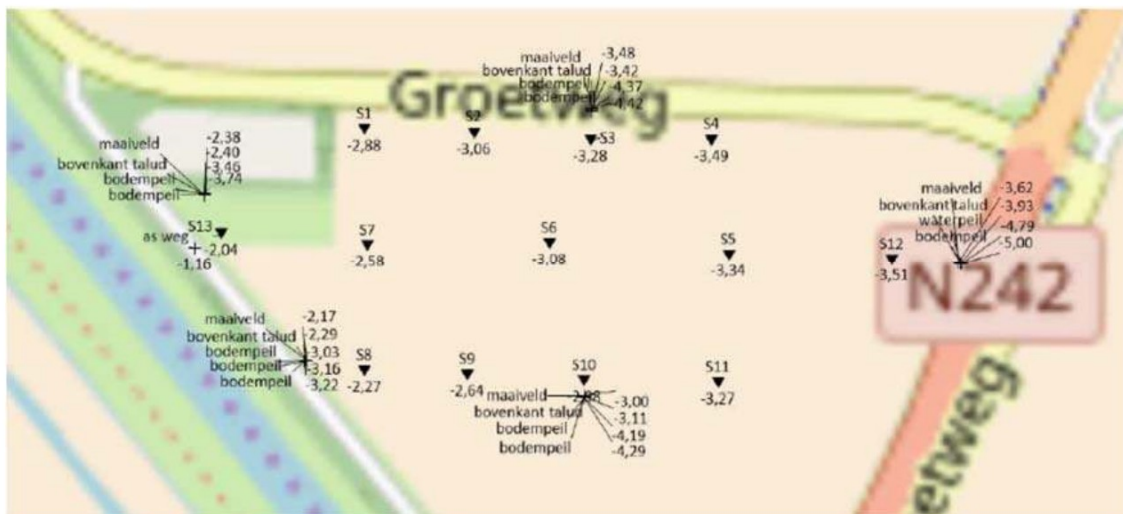 maaiveld -3,48
bovenkant talud -3,42
bodempeil -4,37
bodempeil -4,42
Groetweg
S1
-2,88
S2
-3,06
S3
-3,28
S4
-3,49
maaiveld -2,38
bovenkant talud -2,40
bodempeil -3,46
bodempeil -3,74
S13
-2,04
as weg
-1,16
S7
-2,58
S6
-3,08
S5
-3,34
S12
-3,51
maaiveld -3,62
bovenkant talud -3,93
waterpeil -4,79
bodempeil -5,00
N242
maaiveld -2,17
bovenkant talud -2,29
bodempeil -3,03
bodempeil -3,16
bodempeil -3,22
S8
-2,27
S9
-2,64
S10
S11
-3,27
maaiveld -3,00
bovenkant talud -3,11
bodempeil -4,19
bodempeil -4,29
etweg